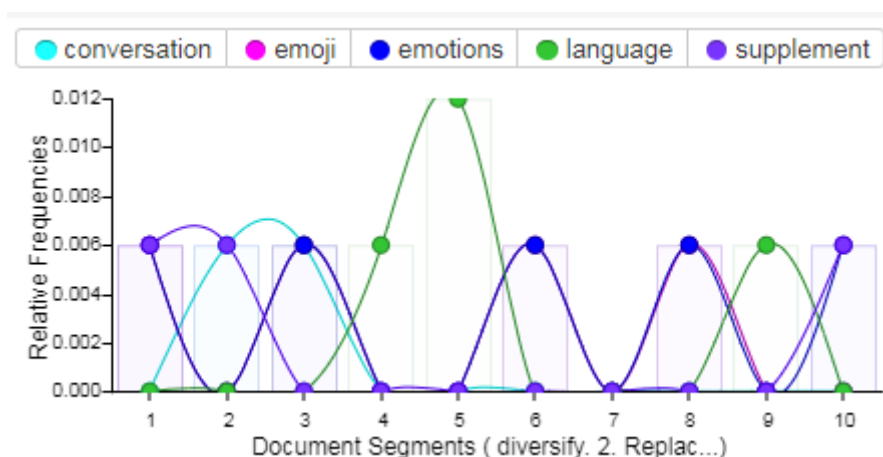 conversation emoji emotions language supplement
Relative Frequencies
0.012
0.010
0.008
0.006
0.004
0.002
0.000
1 2 3 4 5 6 7 8 9 10
Document Segments ( diversify. 2. Replac...)